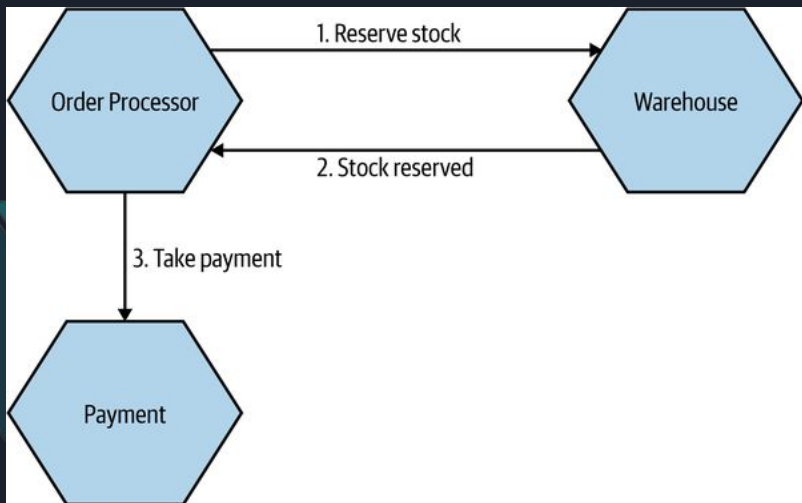 1. Reserve stock
Order Processor
Warehouse
2. Stock reserved
3. Take payment
Payment